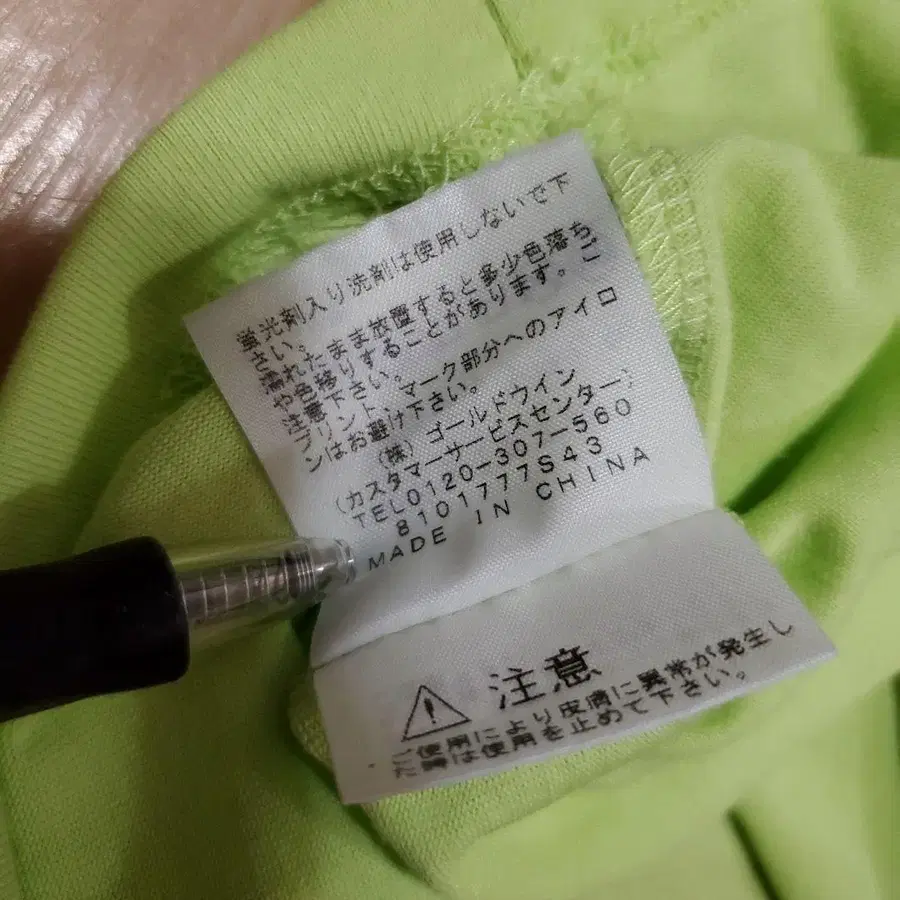 蛍光剤入り洗剤は使用しないで下
さい。
濡れたまま放置すると多少色落ち
や色移りすることがあります。ご
注意下さい。
プリント、マーク部分へのアイロ
ンはお避け下さい。
(株)ゴールドウイン
(カスタマーサービスセンター)
TEL0120-307-560
8101777S43
MADE IN CHINA
注意
ご使用により皮膚に異常が発生し
た時は使用を止めて下さい。